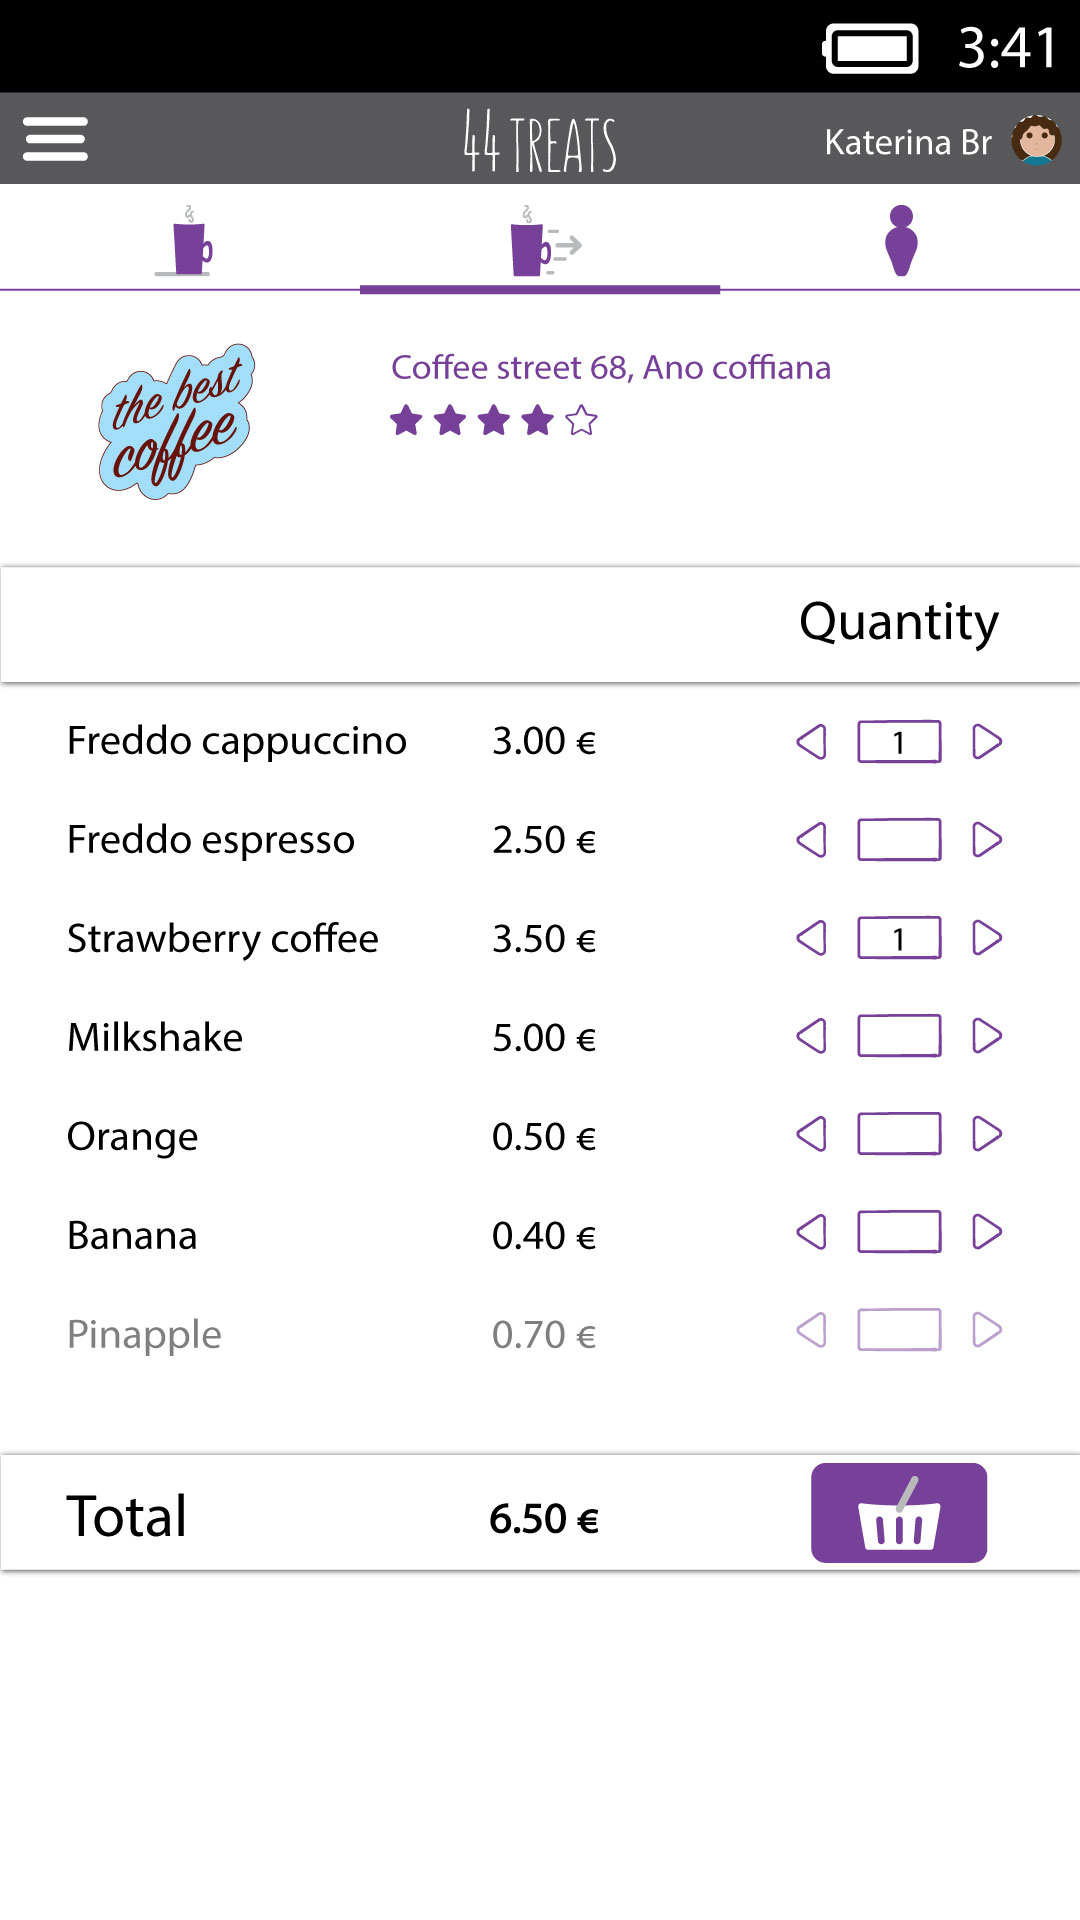 3:41
44 TREATS
Katerina Br
the best
coffee
Coffee street 68, Ano coffiana
Quantity
Freddo cappuccino 3.00 € 1
Freddo espresso 2.50 €
Strawberry coffee 3.50 € 1
Milkshake 5.00 €
Orange 0.50 €
Banana 0.40 €
Pinapple 0.70 €
Total 6.50 €